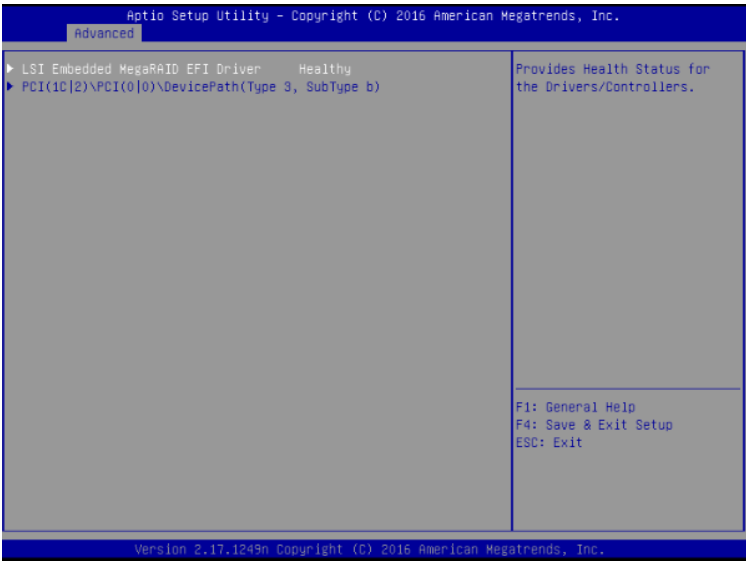 Aptio Setup Utility – Copyright (C) 2016 American Megatrends, Inc.
Advanced
LSI Embedded MegaRAID EFI Driver Healthy
PCI(1C|2)\PCI(0|0)\DevicePath(Type 3, SubType b)
Provides Health Status for
the Drivers/Controllers.
F1: General Help
F4: Save & Exit Setup
ESC: Exit
Version 2.17.1249n Copyright (C) 2016 American Megatrends, Inc.